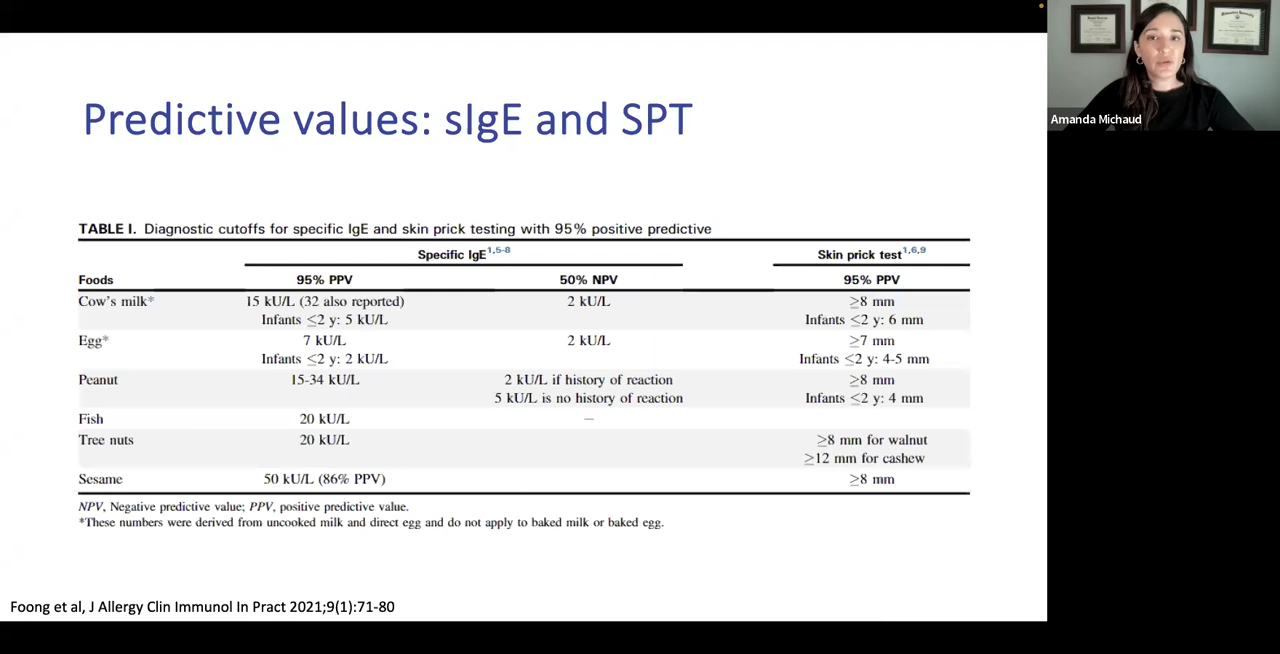 Predictive values: sIgE and SPT
Amanda Michaud
TABLE I. Diagnostic cutoffs for specific IgE and skin prick testing with 95% positive predictive
Specific IgE1,5-8 Skin prick test1,6,9
Foods 95% PPV 50% NPV 95% PPV
Cow's milk* 15 kU/L (32 also reported) 2 kU/L ≥8 mm
Infants ≤2 y: 5 kU/L Infants ≤2 y: 6 mm
Egg* 7 kU/L 2 kU/L ≥7 mm
Infants ≤2 y: 2 kU/L Infants ≤2 y: 4-5 mm
Peanut 15-34 kU/L 2 kU/L if history of reaction ≥8 mm
5 kU/L is no history of reaction Infants ≤2 y: 4 mm
Fish 20 kU/L —
Tree nuts 20 kU/L ≥8 mm for walnut
≥12 mm for cashew
Sesame 50 kU/L (86% PPV) ≥8 mm
NPV, Negative predictive value; PPV, positive predictive value.
*These numbers were derived from uncooked milk and direct egg and do not apply to baked milk or baked egg.
Foong et al, J Allergy Clin Immunol In Pract 2021;9(1):71-80